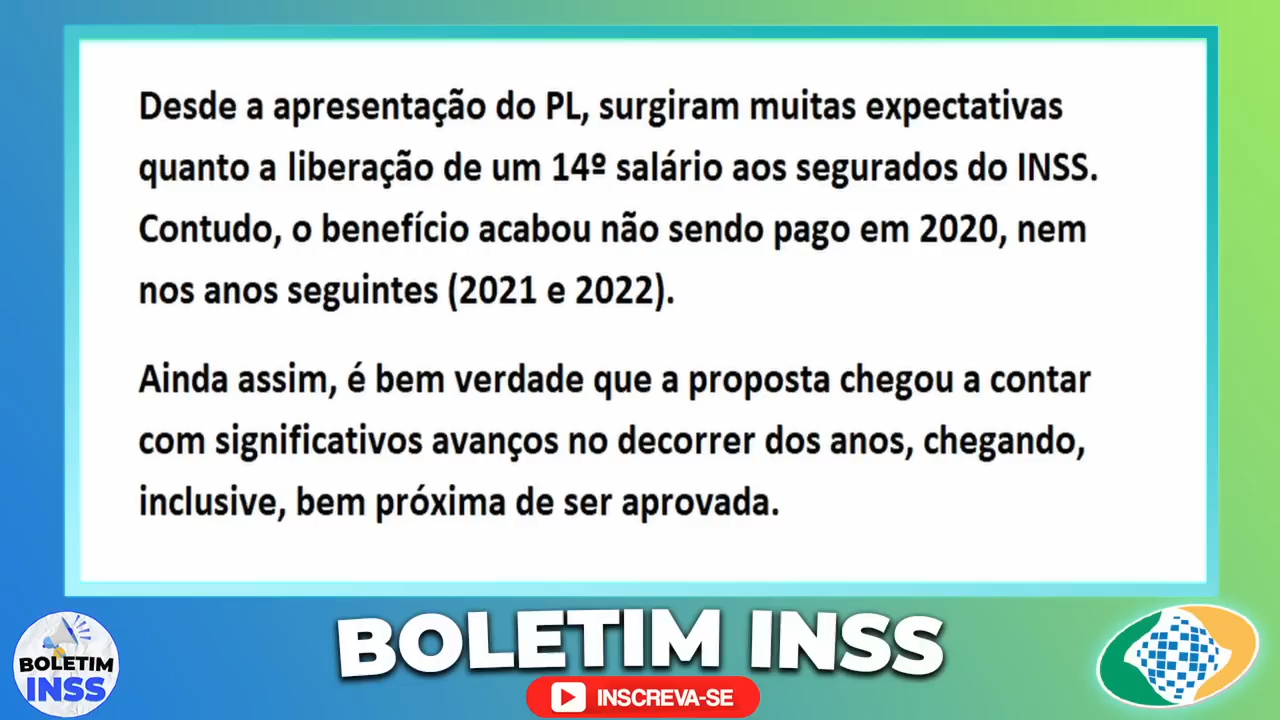 Desde a apresentação do PL, surgiram muitas expectativas
quanto a liberação de um 14º salário aos segurados do INSS.
Contudo, o benefício acabou não sendo pago em 2020, nem
nos anos seguintes (2021 e 2022).
Ainda assim, é bem verdade que a proposta chegou a contar
com significativos avanços no decorrer dos anos, chegando,
inclusive, bem próxima de ser aprovada.
BOLETIM INSS
INSCREVA-SE
BOLETIM
INSS